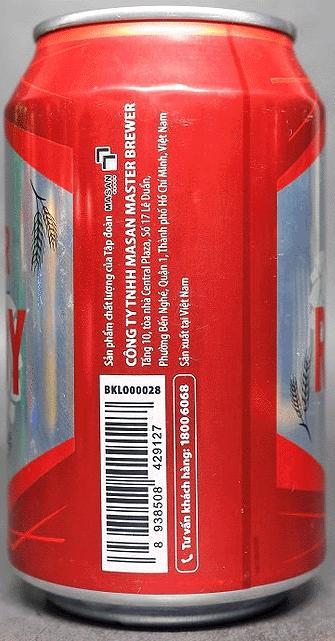 Sản phẩm chất lượng của Tập đoàn MASAN
CÔNG TY TNHH MASAN MASTER BREWER
Tầng 10, tòa nhà Central Plaza, Số 17 Lê Duẩn,
Phường Bến Nghé, Quận 1, Thành phố Hồ Chí Minh, Việt Nam
Sản xuất tại Việt Nam
BKL000028
8 938508 429127
Tư vấn khách hàng: 1800 6068
R
Y